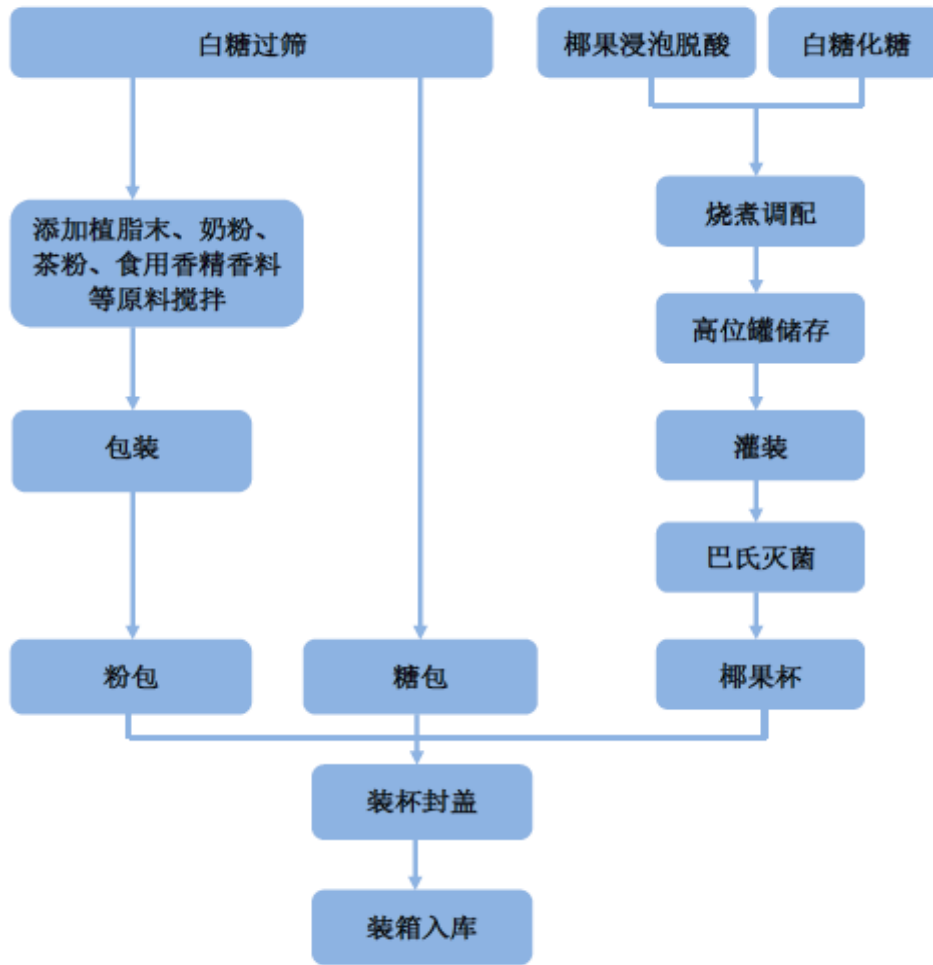 白糖过筛
椰果浸泡脱酸
白糖化糖
添加植脂末、奶粉、
茶粉、食用香精香料
等原料搅拌
烧煮调配
高位罐储存
包装
灌装
巴氏灭菌
粉包
糖包
椰果杯
装杯封盖
装箱入库